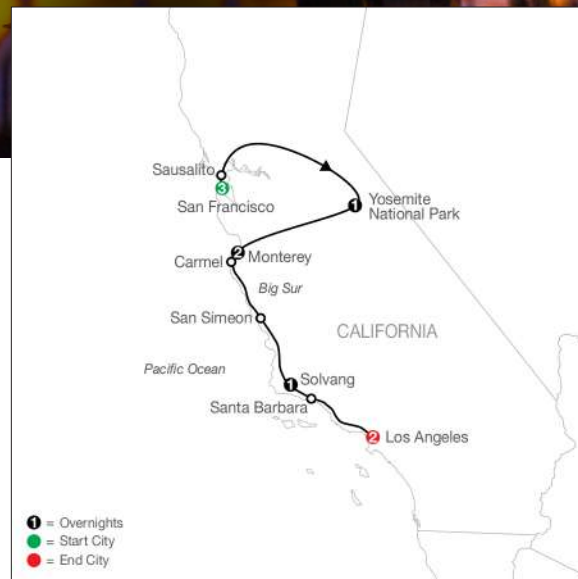 Sausalito
3
San Francisco
1
Yosemite
National Park
2
Monterey
Carmel
Big Sur
San Simeon
CALIFORNIA
Pacific Ocean
1
Solvang
Santa Barbara
2
Los Angeles
1 = Overnights
= Start City
= End City